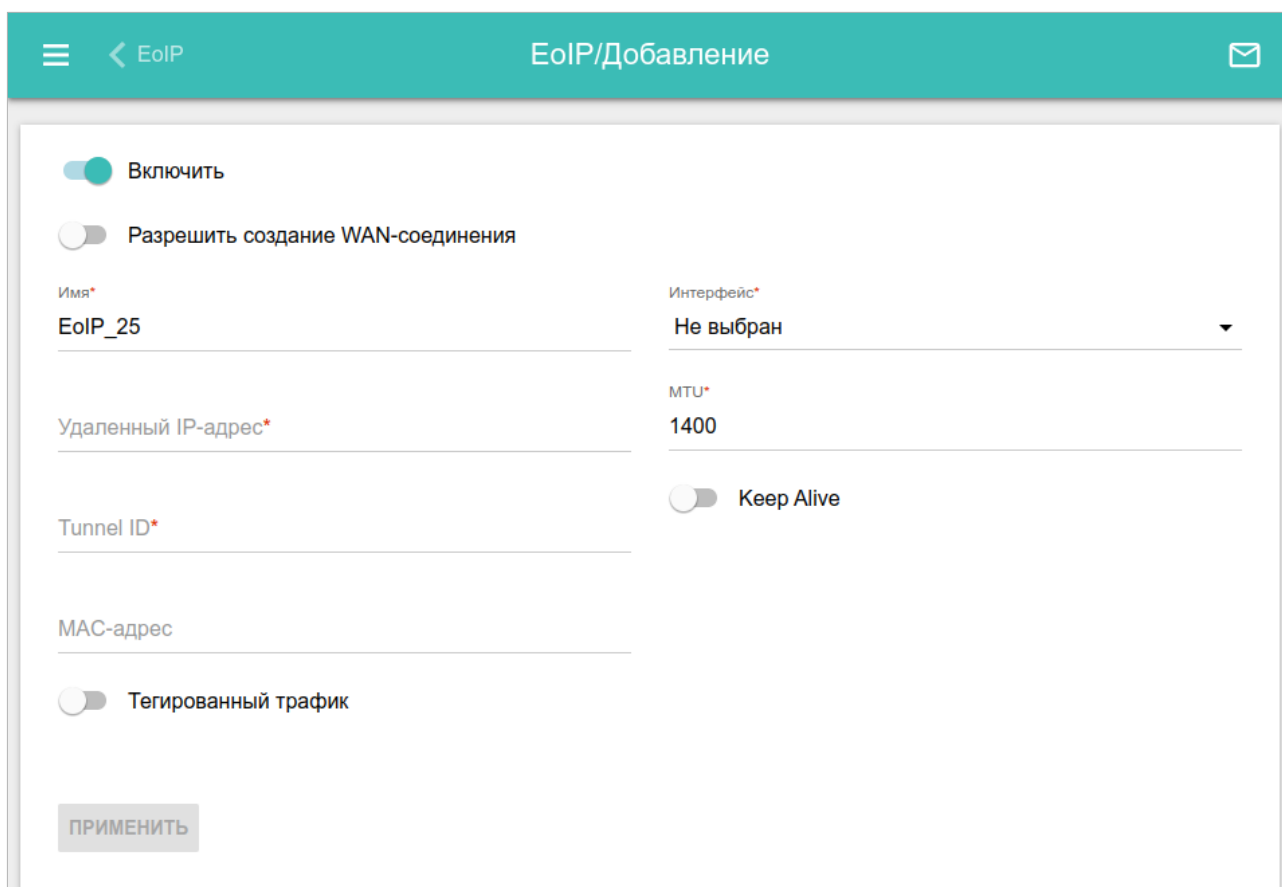 EoIP
EoIP/Добавление
Включить
Разрешить создание WAN-соединения
Имя*
EoIP_25
Удаленный IP-адрес*
Tunnel ID*
MAC-адрес
Тегированный трафик
Интерфейс*
Не выбран
MTU*
1400
Keep Alive
ПРИМЕНИТЬ